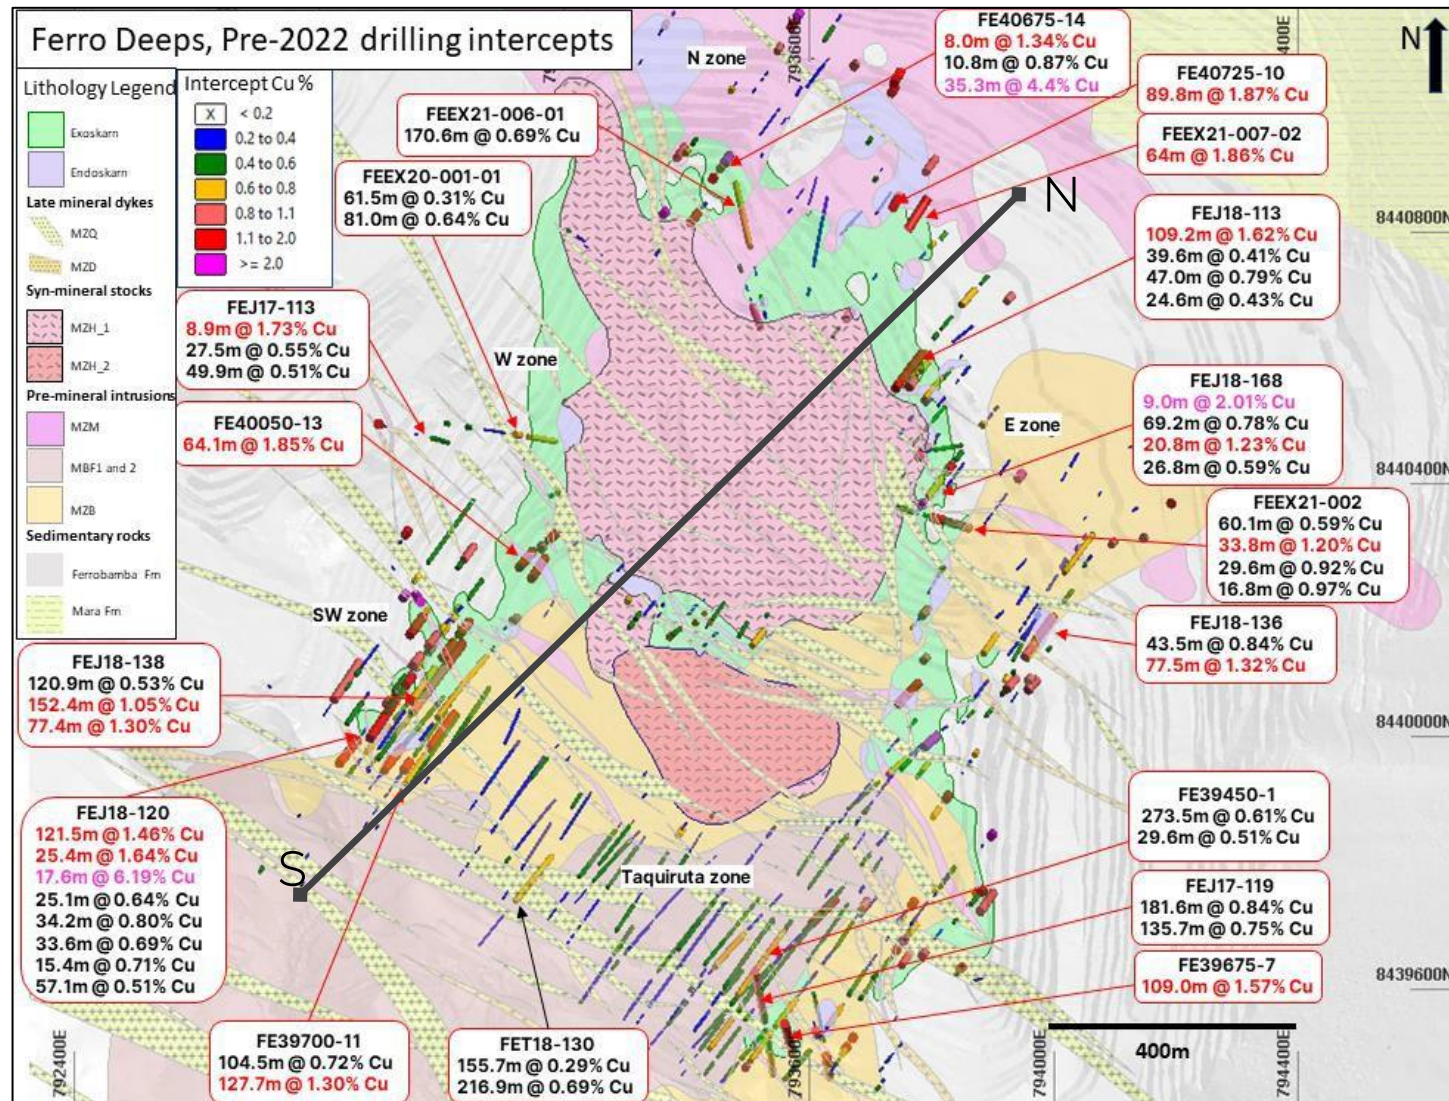 Ferro Deeps, Pre-2022 drilling intercepts
Lithology Legend
Exoskarn
Endoskarn
Late mineral dykes
MZQ
MZD
Syn-mineral stocks
MZH_1
MZH_2
Pre-mineral intrusions
MZM
MBF1 and 2
MZB
Sedimentary rocks
Ferrobamba Fm
Mara Fm
Intercept Cu %
X < 0.2
0.2 to 0.4
0.4 to 0.6
0.6 to 0.8
0.8 to 1.1
1.1 to 2.0
>= 2.0
N zone
793600E
400E
N
FE40675-14
8.0m @ 1.34% Cu
10.8m @ 0.87% Cu
35.3m @ 4.4% Cu
FE40725-10
89.8m @ 1.87% Cu
FEEX21-007-02
64m @ 1.86% Cu
FEEX21-006-01
170.6m @ 0.69% Cu
FEEX20-001-01
61.5m @ 0.31% Cu
81.0m @ 0.64% Cu
N
8440800N
FEJ18-113
109.2m @ 1.62% Cu
39.6m @ 0.41% Cu
47.0m @ 0.79% Cu
24.6m @ 0.43% Cu
FEJ17-113
8.9m @ 1.73% Cu
27.5m @ 0.55% Cu
49.9m @ 0.51% Cu
W zone
FE40050-13
64.1m @ 1.85% Cu
E zone
FEJ18-168
9.0m @ 2.01% Cu
69.2m @ 0.78% Cu
20.8m @ 1.23% Cu
26.8m @ 0.59% Cu
8440400N
FEEX21-002
60.1m @ 0.59% Cu
33.8m @ 1.20% Cu
29.6m @ 0.92% Cu
16.8m @ 0.97% Cu
SW zone
FEJ18-136
43.5m @ 0.84% Cu
77.5m @ 1.32% Cu
FEJ18-138
120.9m @ 0.53% Cu
152.4m @ 1.05% Cu
77.4m @ 1.30% Cu
8440000N
FEJ18-120
121.5m @ 1.46% Cu
25.4m @ 1.64% Cu
17.6m @ 6.19% Cu
25.1m @ 0.64% Cu
34.2m @ 0.80% Cu
33.6m @ 0.69% Cu
15.4m @ 0.71% Cu
57.1m @ 0.51% Cu
S
Taquiruta zone
FE39450-1
273.5m @ 0.61% Cu
29.6m @ 0.51% Cu
FEJ17-119
181.6m @ 0.84% Cu
135.7m @ 0.75% Cu
FE39675-7
109.0m @ 1.57% Cu
8439600N
FE39700-11
104.5m @ 0.72% Cu
127.7m @ 1.30% Cu
FET18-130
155.7m @ 0.29% Cu
216.9m @ 0.69% Cu
792400E
793600E
794000E
794400E
400m